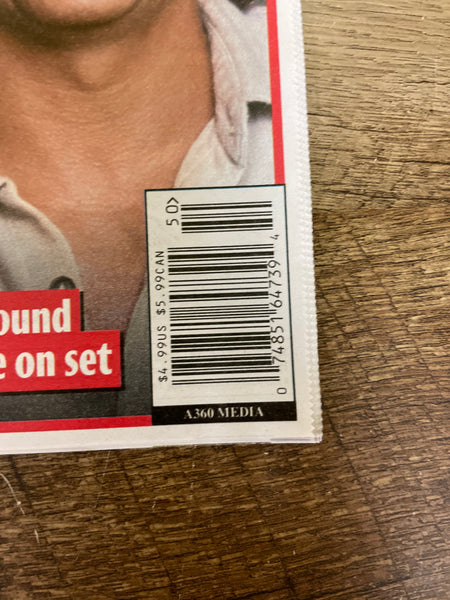 ound
e on set
50>
$4.99US $5.99CAN
0 74851 64739 4
A360 MEDIA